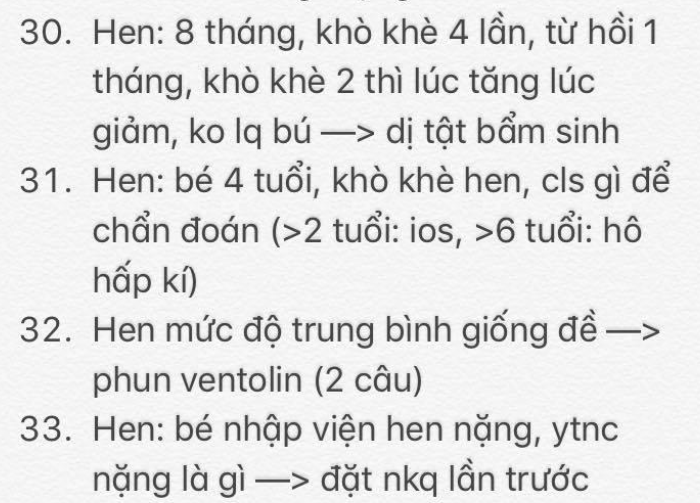 30. Hen: 8 tháng, khò khè 4 lần, từ hồi 1
tháng, khò khè 2 thì lúc tăng lúc
giảm, ko lq bú —> dị tật bẩm sinh
31. Hen: bé 4 tuổi, khò khè hen, cls gì để
chẩn đoán (>2 tuổi: ios, >6 tuổi: hô
hấp kí)
32. Hen mức độ trung bình giống đề —>
phun ventolin (2 câu)
33. Hen: bé nhập viện hen nặng, ytnc
nặng là gì —> đặt nkq lần trước